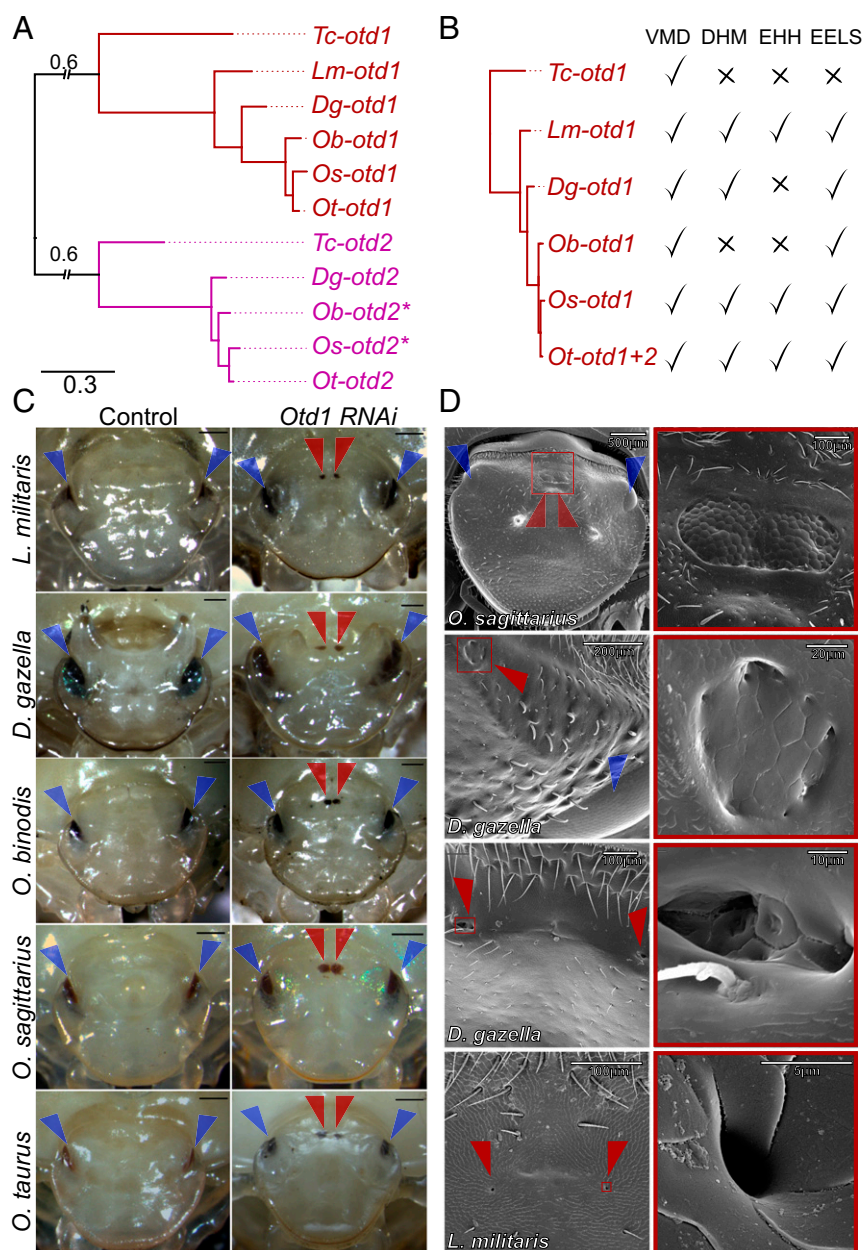 A
0.6
Tc-otd1
Lm-otd1
Dg-otd1
Ob-otd1
Os-otd1
Ot-otd1
0.6
Tc-otd2
Dg-otd2
Ob-otd2*
Os-otd2*
Ot-otd2
0.3
B
VMD DHM EHH EELS
Tc-otd1 ✓ × × ×
Lm-otd1 ✓ ✓ ✓ ✓
Dg-otd1 ✓ ✓ × ✓
Ob-otd1 ✓ × × ✓
Os-otd1 ✓ ✓ ✓ ✓
Ot-otd1+2 ✓ ✓ ✓ ✓
C
Control Otd1 RNAi
L. militaris
D. gazella
O. binodis
O. sagittarius
O. taurus
D
500µm
O. sagittarius
100µm
200µm
D. gazella
20µm
100µm
D. gazella
10µm
100µm
L. militaris
5µm